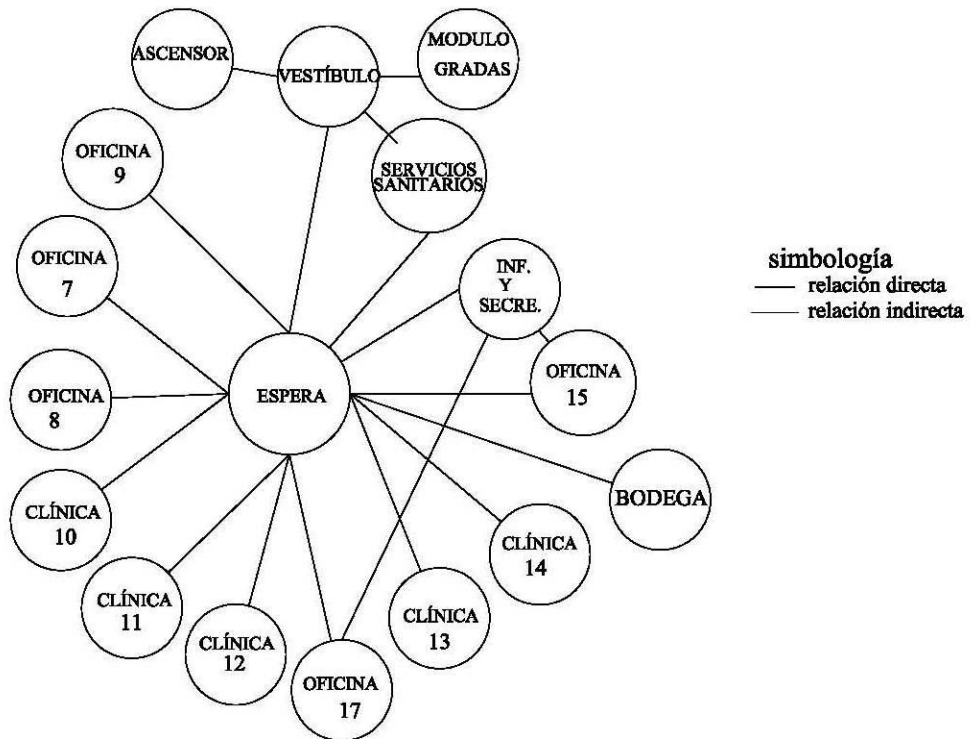 ASCENSOR
VESTÍBULO
MODULO
GRADAS
OFICINA
9
SERVICIOS
SANITARIOS
OFICINA
7
INF.
Y
SECRE.
simbología
relación directa
relación indirecta
OFICINA
8
ESPERA
OFICINA
15
CLÍNICA
10
BODEGA
CLÍNICA
14
CLÍNICA
11
CLÍNICA
12
CLÍNICA
13
OFICINA
17